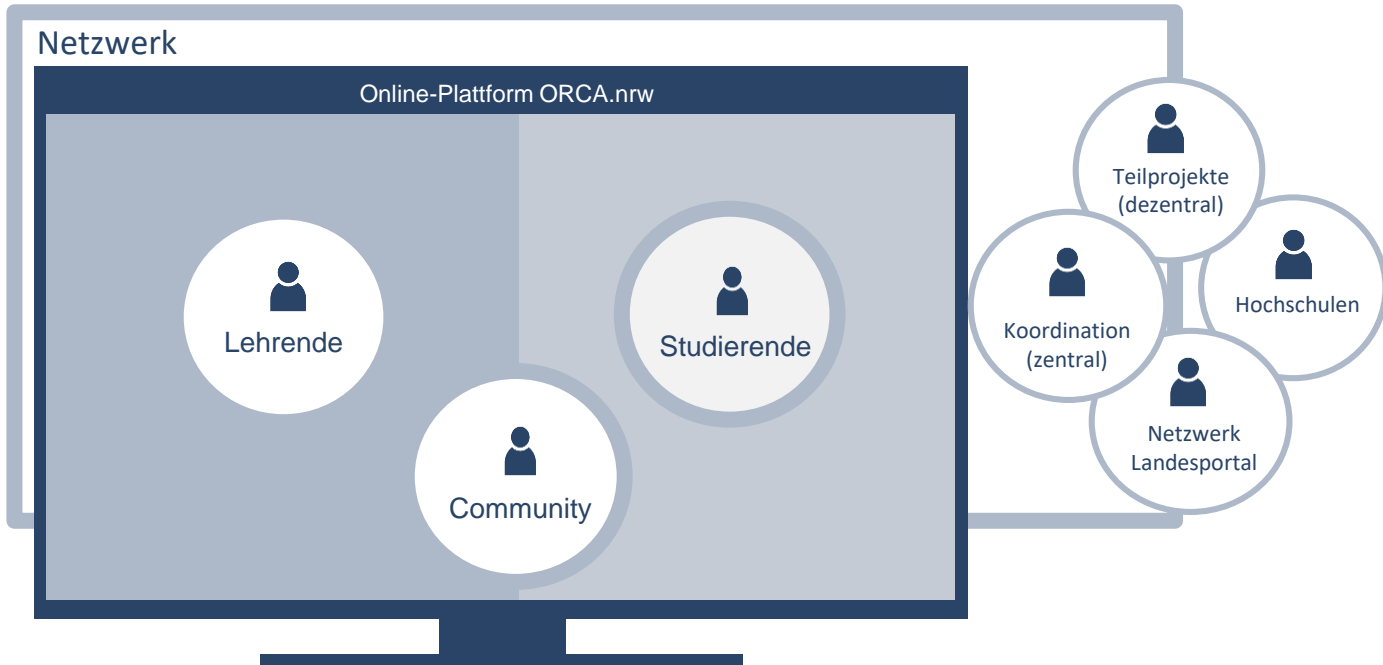 Netzwerk
Online-Plattform ORCA.nrw
Lehrende
Studierende
Community
Teilprojekte
(dezentral)
Koordination
(zentral)
Hochschulen
Netzwerk
Landesportal